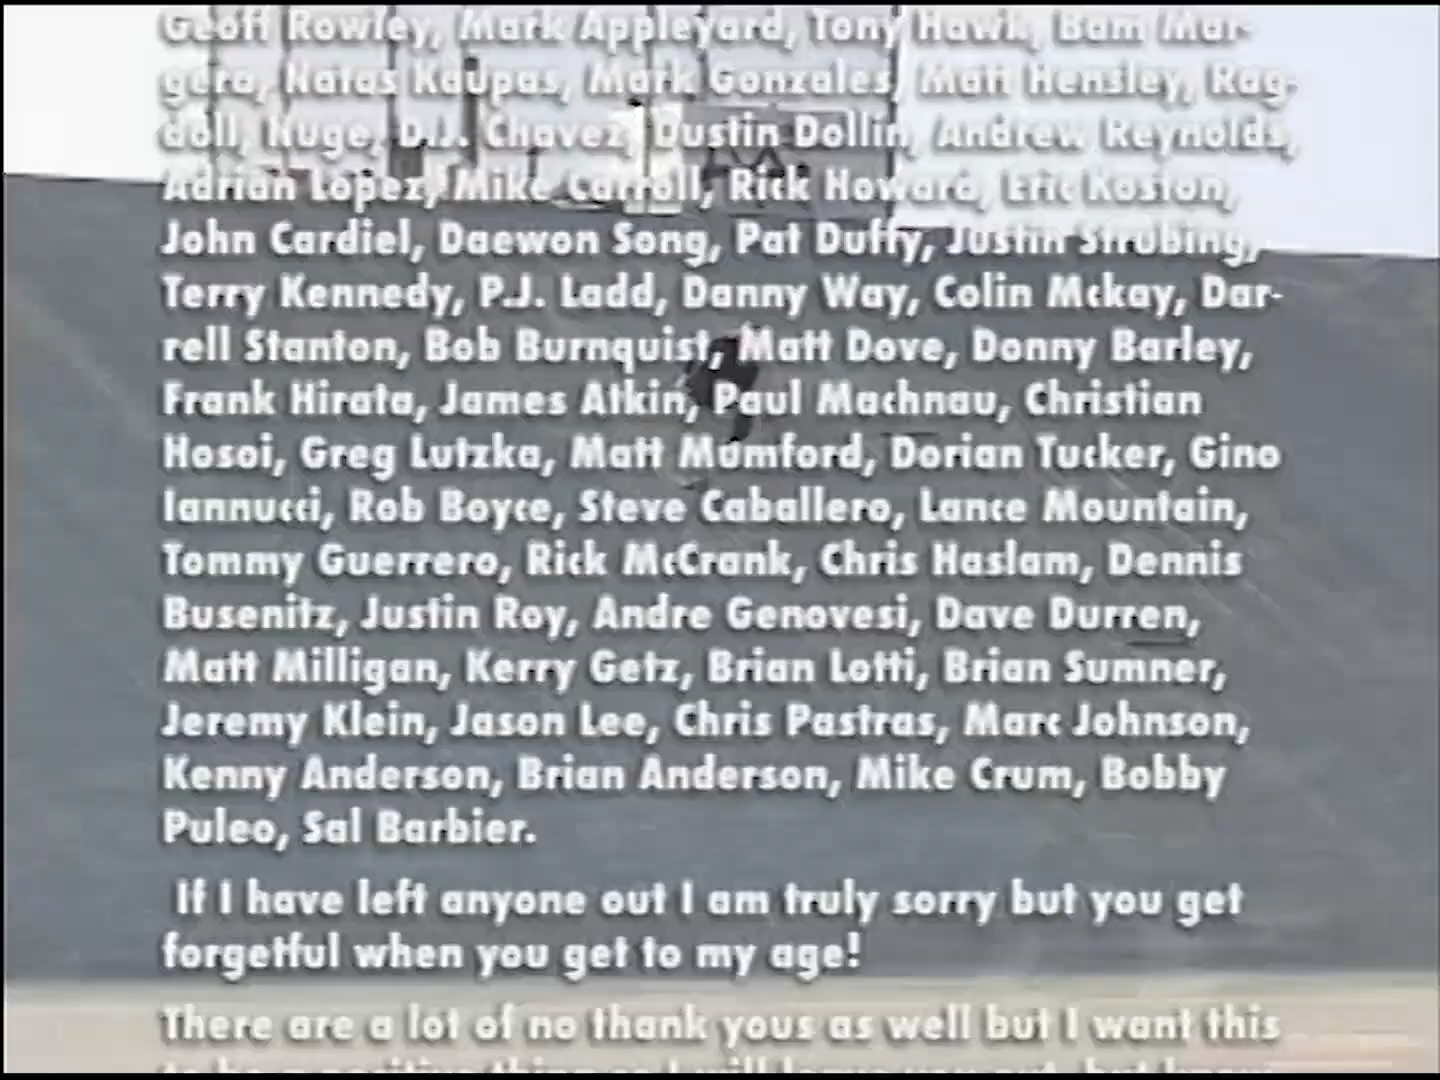 Geoff Rowley, Mark Appleyard, Tony Hawk, Bam Mar-
gera, Natas Kaupas, Mark Gonzales, Matt Hensley, Rag-
doll, Huge, D.J. Chavez, Dustin Dollin, Andrew Reynolds,
Adrian Lopez, Mike Carroll, Rick Howard, Eric Koston,
John Cardiel, Daewon Song, Pat Duffy, Justin Strubing,
Terry Kennedy, P.J. Ladd, Danny Way, Colin Mckay, Dar-
rell Stanton, Bob Burnquist, Matt Dove, Donny Barley,
Frank Hirata, James Atkin, Paul Machnau, Christian
Hosoi, Greg Lutzka, Matt Mumford, Dorian Tucker, Gino
Iannucci, Rob Boyce, Steve Caballero, Lance Mountain,
Tommy Guerrero, Rick McCrank, Chris Haslam, Dennis
Busenitz, Justin Roy, Andre Genovesi, Dave Durren,
Matt Milligan, Kerry Getz, Brian Lotti, Brian Sumner,
Jeremy Klein, Jason Lee, Chris Pastras, Marc Johnson,
Kenny Anderson, Brian Anderson, Mike Crum, Bobby
Puleo, Sal Barbier.
If I have left anyone out I am truly sorry but you get
forgetful when you get to my age!
There are a lot of no thank yous as well but I want this